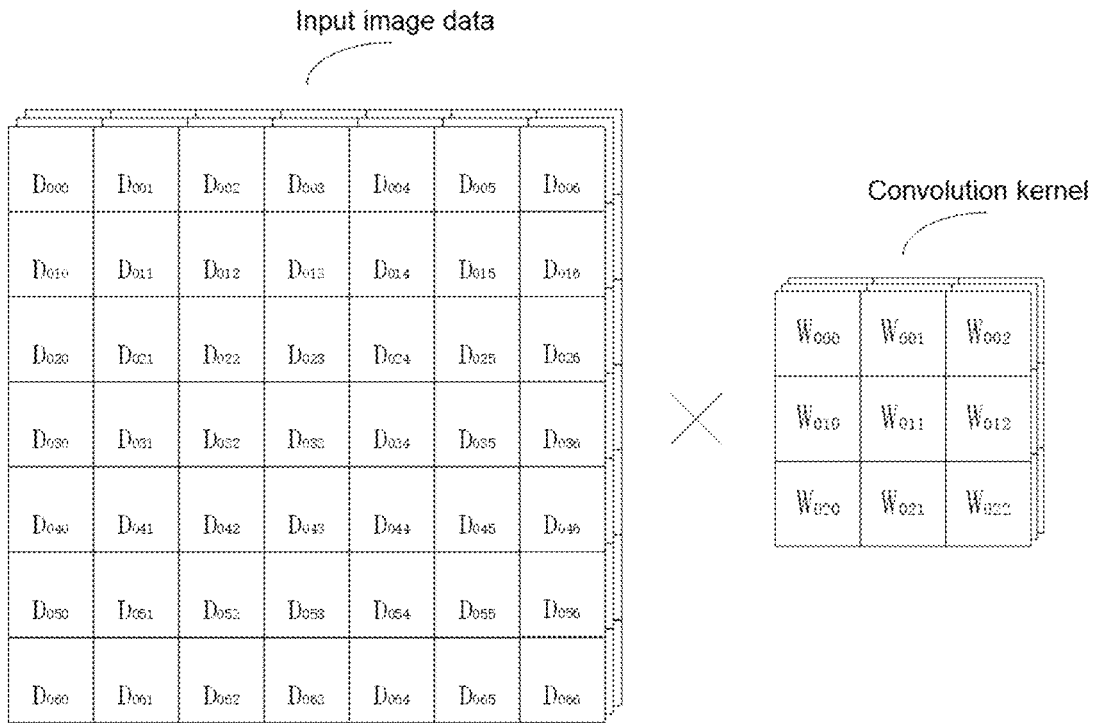 Input image data
Convolution kernel
D000 D001 D002 D003 D004 D005 D006
D010 D011 D012 D013 D014 D015 D016
D020 D021 D022 D023 D024 D025 D026
D030 D031 D032 D033 D034 D035 D036
D040 D041 D042 D043 D044 D045 D046
D050 D051 D052 D053 D054 D055 D056
D060 D061 D062 D063 D064 D065 D066
W000 W001 W002
W010 W011 W012
W020 W021 W022